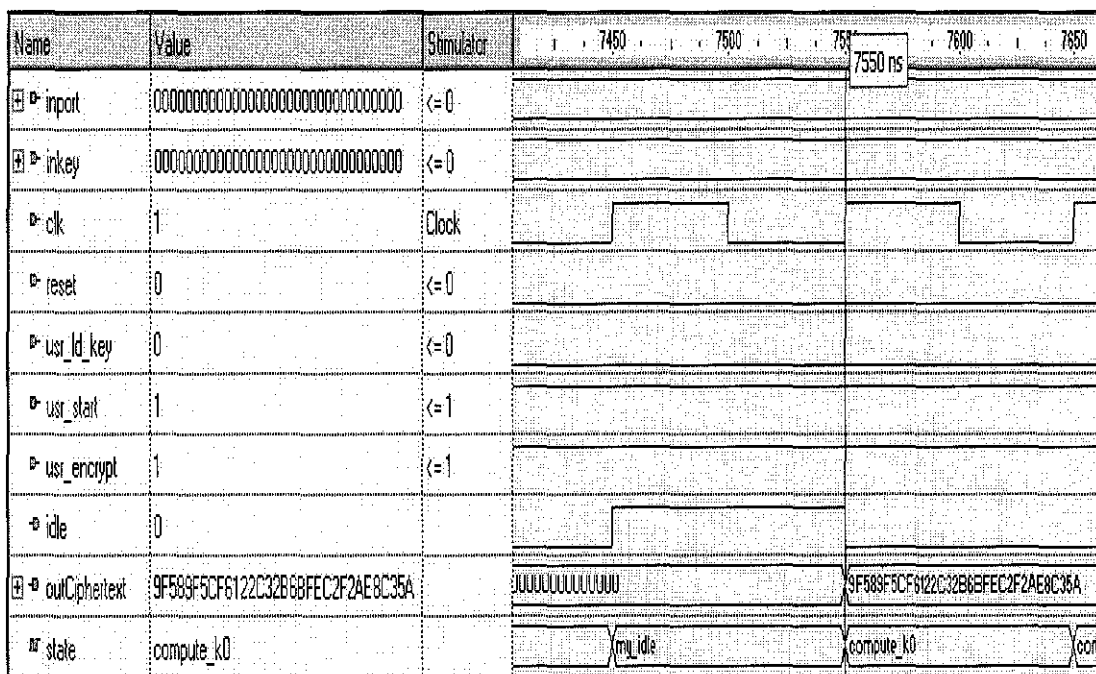 Name Value Stimulator 7450 7500 7600 7650
7550 ns
inport 00000000000000000000000000000000 <= 0
inkey 00000000000000000000000000000000 <= 0
clk 1 Clock
reset 0 <= 0
usr_ld_key 0 <= 0
usr_start 1 <= 1
usr_encrypt 1 <= 1
idle 0
outCiphertext 9F589F5CF6122C32B6BFEC2F2AE8C35A UUUUUUUUUUUUU 9F589F5CF6122C32B6BFEC2F2AE8C35A
state compute_k0 my_idle compute_k0 con